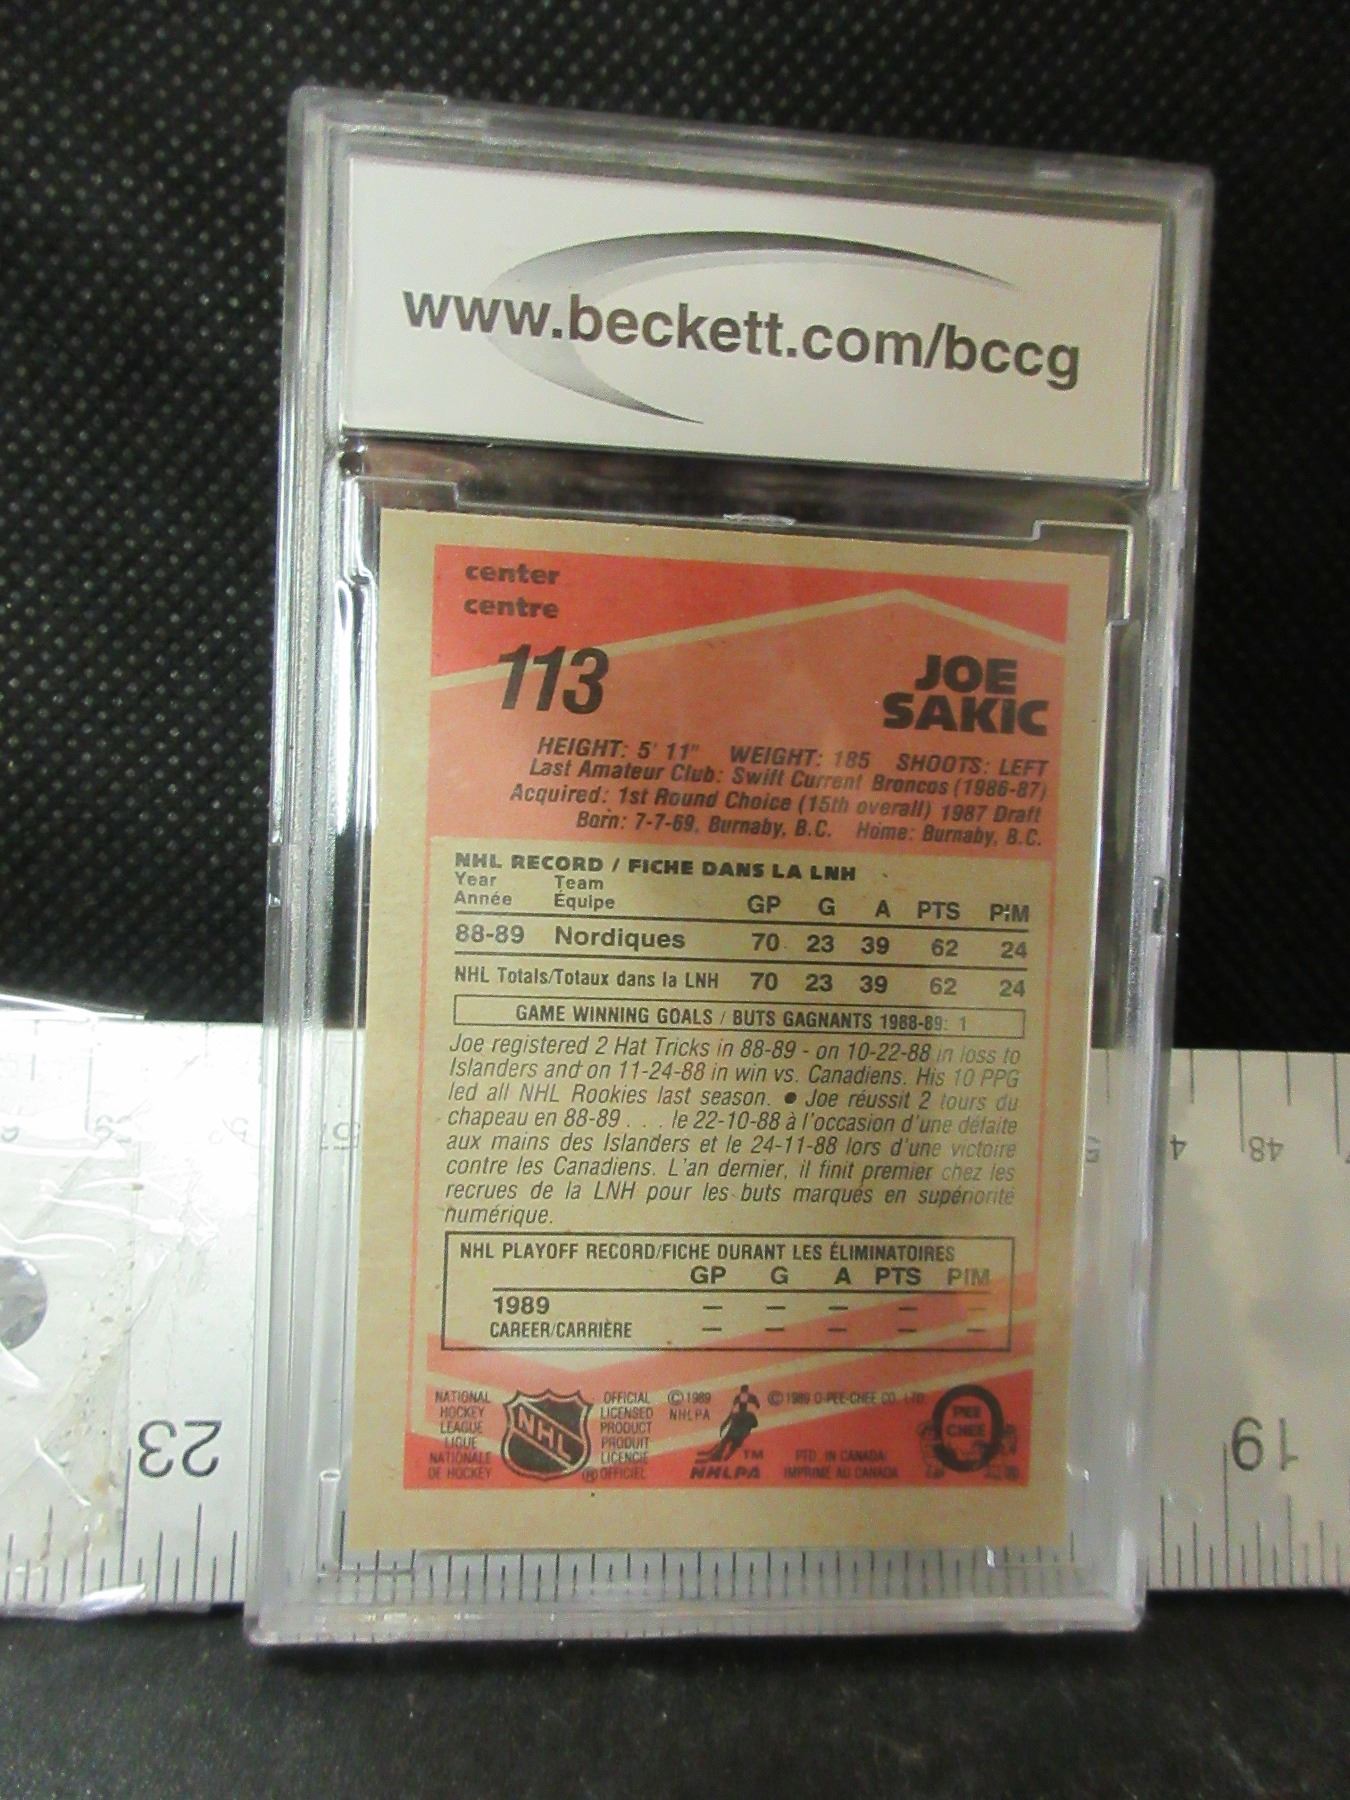 www.beckett.com/bccg
center
centre
113
JOE
SAKIC
HEIGHT: 5' 11" WEIGHT: 185 SHOOTS: LEFT
Last Amateur Club: Swift Current Broncos (1986-87)
Acquired: 1st Round Choice (15th overall) 1987 Draft
Born: 7-7-69, Burnaby, B.C. Home: Burnaby, B.C.
NHL RECORD / FICHE DANS LA LNH
Year Team
Année Équipe GP G A PTS PIM
88-89 Nordiques 70 23 39 62 24
NHL Totals/Totaux dans la LNH 70 23 39 62 24
GAME WINNING GOALS / BUTS GAGNANTS 1988-89: 1
Joe registered 2 Hat Tricks in 88-89 - on 10-22-88 in loss to
Islanders and on 11-24-88 in win vs. Canadiens. His 10 PPG
led all NHL Rookies last season. ● Joe réussit 2 tours du
chapeau en 88-89 . . . le 22-10-88 à l'occasion d'une défaite
aux mains des Islanders et le 24-11-88 lors d'une victoire
contre les Canadiens. L'an dernier, il finit premier chez les
recrues de la LNH pour les buts marqués en supériorité
numérique.
NHL PLAYOFF RECORD/FICHE DURANT LES ÉLIMINATOIRES
GP G A PTS PIM
1989 – – – – –
CAREER/CARRIÈRE – – – – –
NATIONAL
HOCKEY
LEAGUE
LIGUE
NATIONALE
DE HOCKEY
NHL
®
OFFICIAL
LICENSED
PRODUCT
PRODUIT
LICENCIÉ
OFFICIEL
© 1989
NHLPA
TM
NHLPA
© 1989 O-PEE-CHEE CO. LTD.
PTD. IN CANADA/
IMPRIMÉ AU CANADA
PEE
CHEE
23
19
48